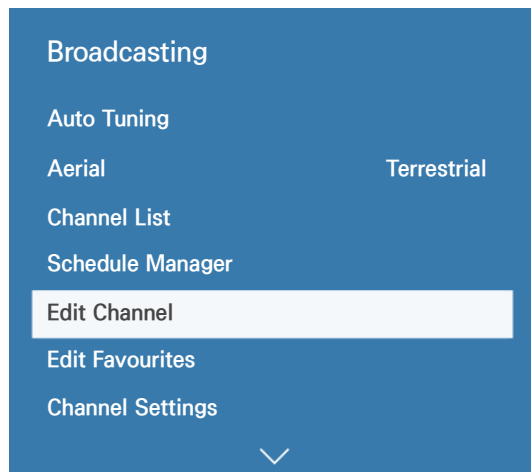 Broadcasting
Auto Tuning
Aerial Terrestrial
Channel List
Schedule Manager
Edit Channel
Edit Favourites
Channel Settings